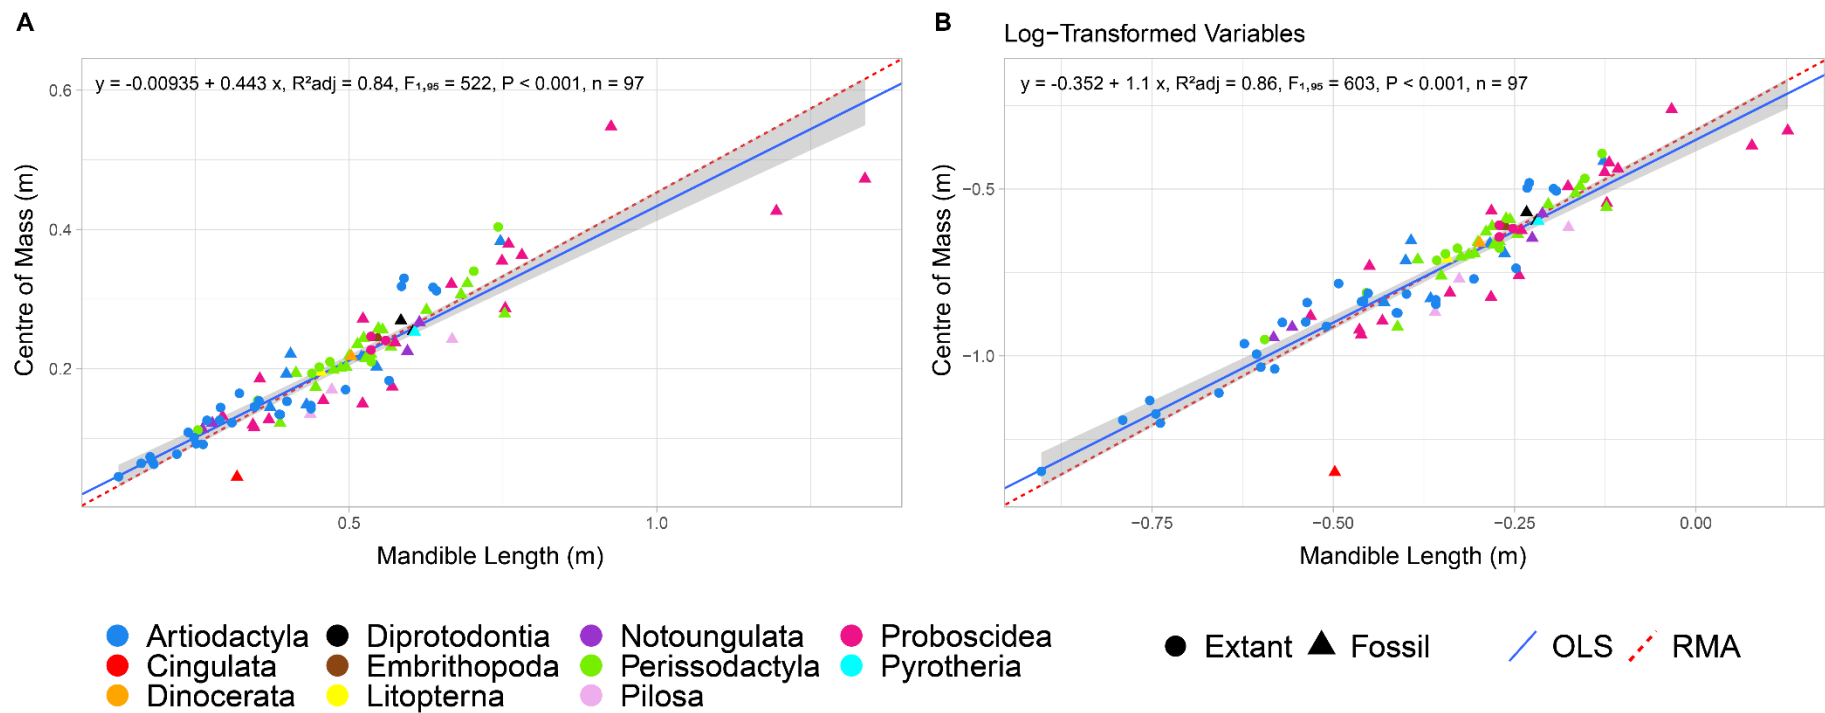 A
y = -0.00935 + 0.443 x, R²adj = 0.84, F₁,₉₅ = 522, P < 0.001, n = 97
Centre of Mass (m)
0.6
0.4
0.2
0.5
1.0
Mandible Length (m)
B
Log−Transformed Variables
y = -0.352 + 1.1 x, R²adj = 0.86, F₁,₉₅ = 603, P < 0.001, n = 97
Centre of Mass (m)
−0.5
−1.0
−0.75
−0.50
−0.25
0.00
Mandible Length (m)
Artiodactyla
Cingulata
Dinocerata
Diprotodontia
Embrithopoda
Litopterna
Notoungulata
Perissodactyla
Pilosa
Proboscidea
Pyrotheria
Extant
Fossil
OLS
RMA